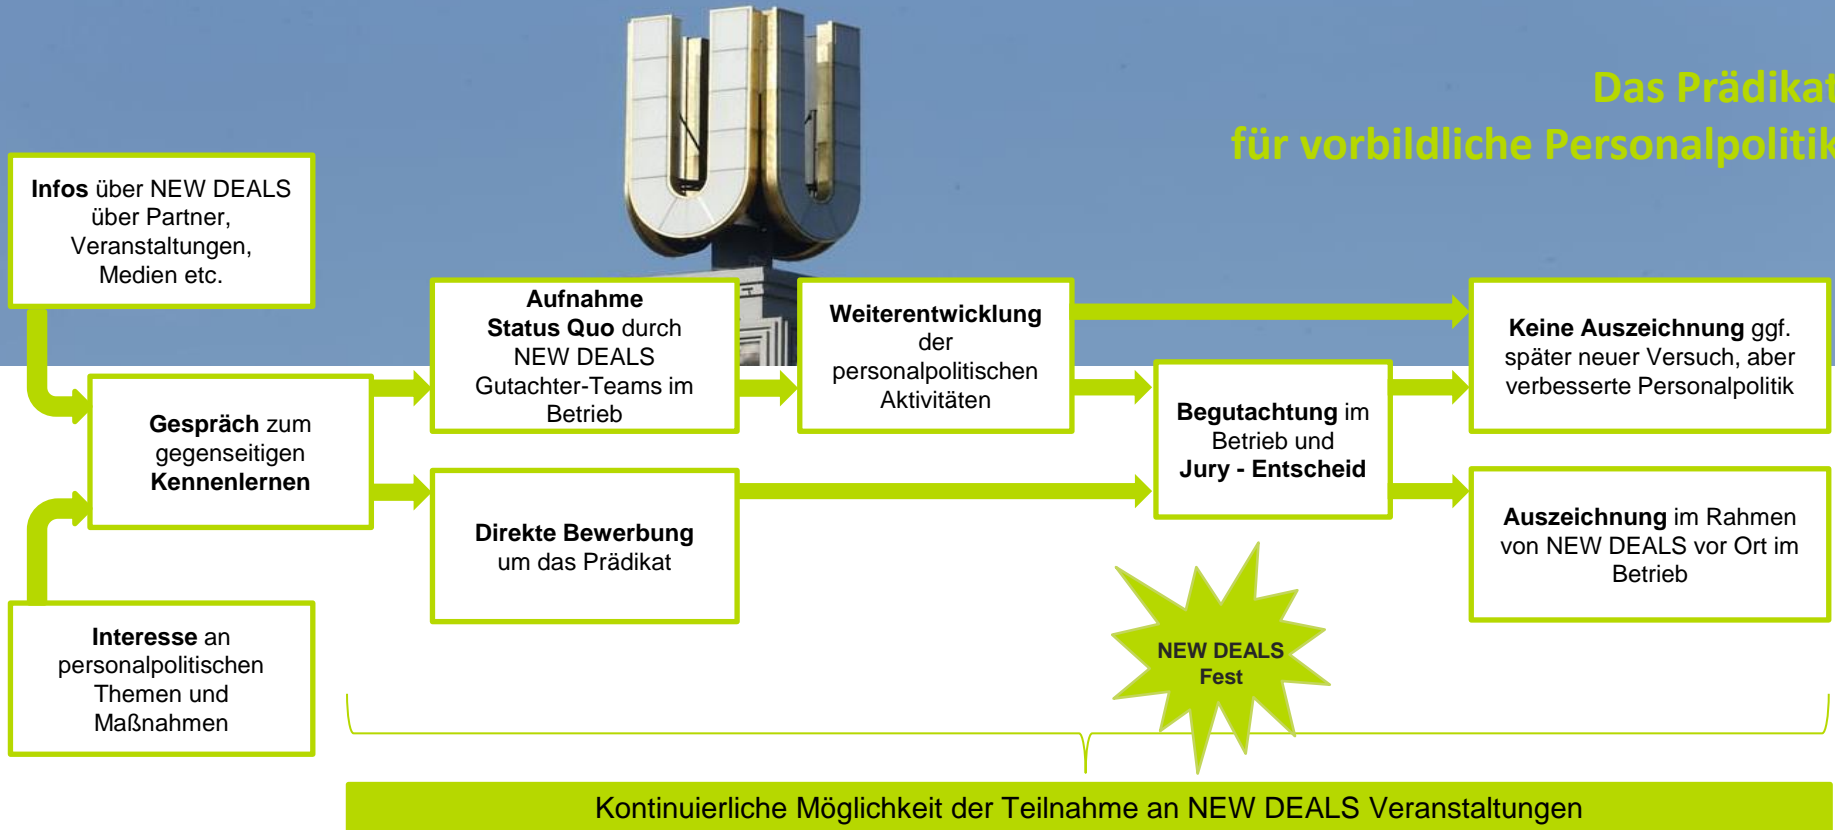 Das Prädikat
für vorbildliche Personalpolitik
Infos über NEW DEALS
über Partner,
Veranstaltungen,
Medien etc.
Gespräch zum
gegenseitigen
Kennenlernen
Interesse an
personalpolitischen
Themen und
Maßnahmen
Aufnahme
Status Quo durch
NEW DEALS
Gutachter-Teams im
Betrieb
Direkte Bewerbung
um das Prädikat
Weiterentwicklung
der
personalpolitischen
Aktivitäten
Begutachtung im
Betrieb und
Jury - Entscheid
Keine Auszeichnung ggf.
später neuer Versuch, aber
verbesserte Personalpolitik
Auszeichnung im Rahmen
von NEW DEALS vor Ort im
Betrieb
NEW DEALS
Fest
Kontinuierliche Möglichkeit der Teilnahme an NEW DEALS Veranstaltungen